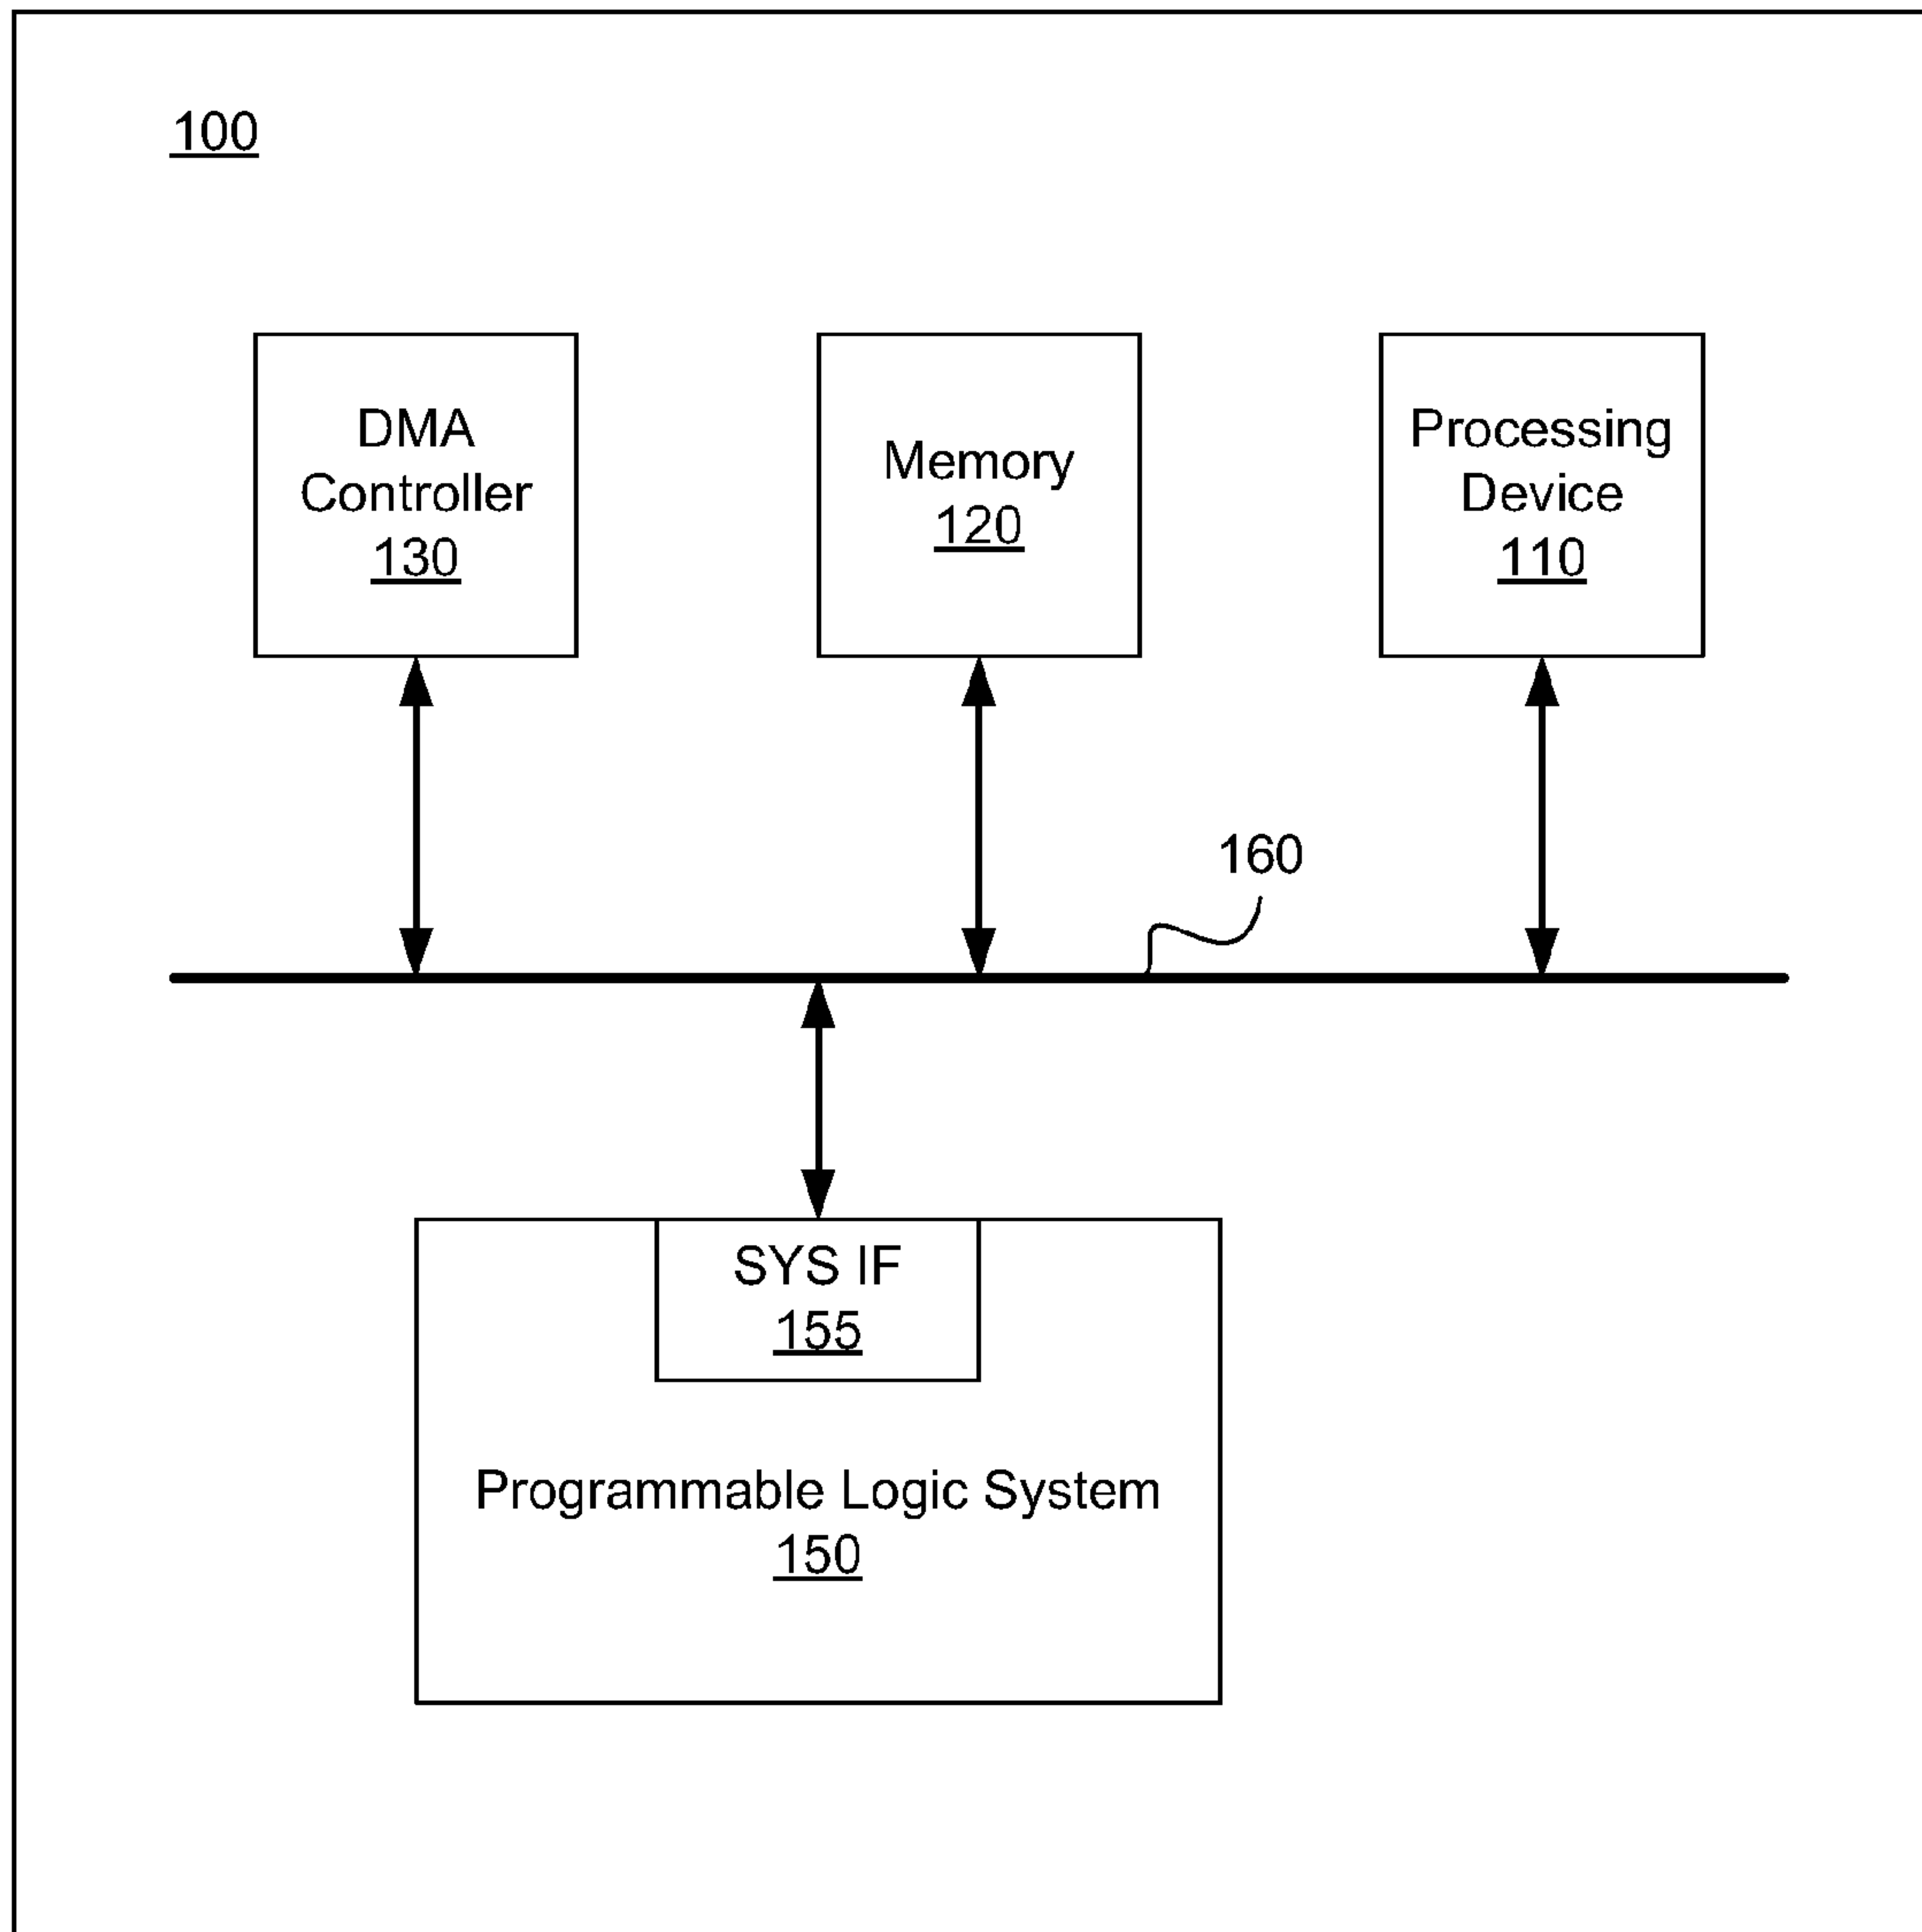 100
DMA
Controller
130
Memory
120
Processing
Device
110
160
SYS IF
155
Programmable Logic System
150